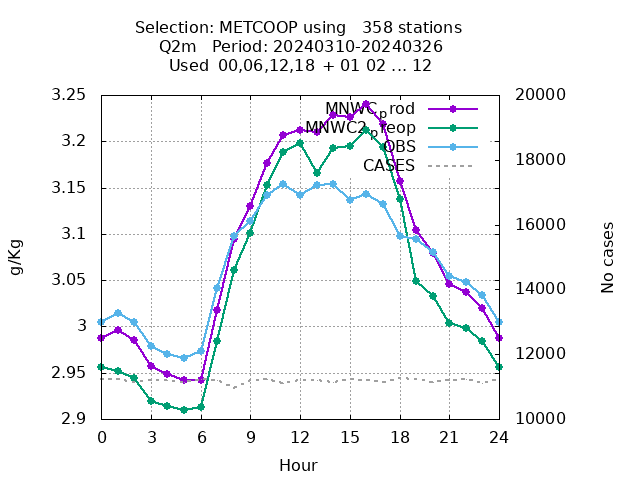 Selection: METCOOP using   358 stations
Q2m   Period: 20240310-20240326
Used  00,06,12,18 + 01 02 ... 12
3.25
3.2
3.15
3.1
3.05
3
2.95
2.9
20000
18000
16000
14000
12000
10000
MNWC_prod
MNWC2_preop
OBS
CASES
g/Kg
No cases
0 3 6 9 12 15 18 21 24
Hour